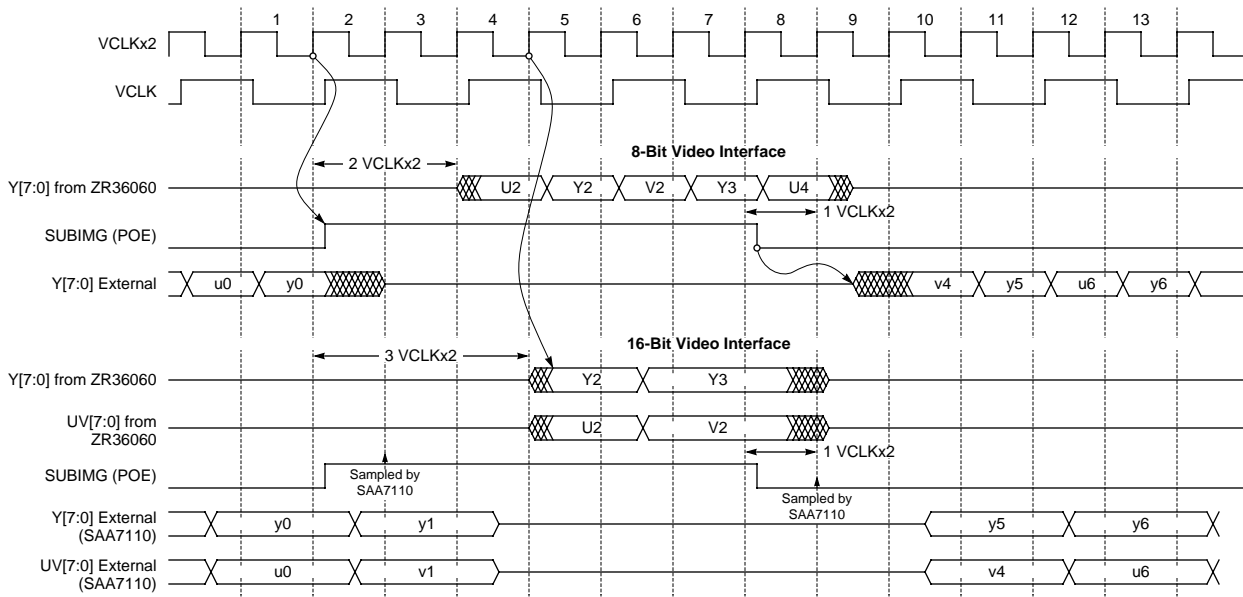 1 2 3 4 5 6 7 8 9 10 11 12 13
VCLKx2
VCLK
8-Bit Video Interface
2 VCLKx2
Y[7:0] from ZR36060
U2 Y2 V2 Y3 U4
1 VCLKx2
SUBIMG (POE)
Y[7:0] External
u0 y0 v4 y5 u6 y6
16-Bit Video Interface
3 VCLKx2
Y[7:0] from ZR36060
Y2 Y3
UV[7:0] from
ZR36060
U2 V2
1 VCLKx2
SUBIMG (POE)
Sampled by
SAA7110
Sampled by
SAA7110
Y[7:0] External
(SAA7110)
y0 y1 y5 y6
UV[7:0] External
(SAA7110)
u0 v1 v4 u6